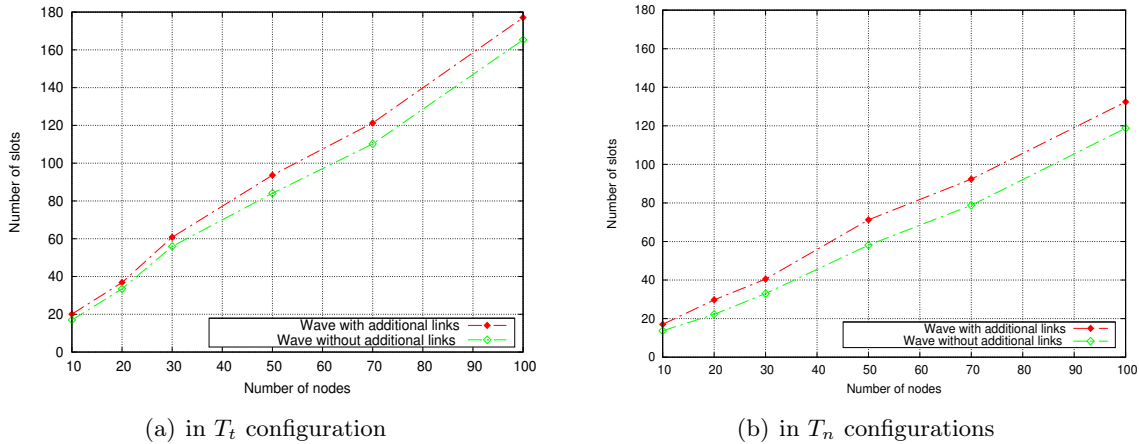 180
160
140
120
100
80
60
40
20
0
Number of slots
Wave with additional links
Wave without additional links
10 20 30 40 50 60 70 80 90 100
Number of nodes
(a) in T_t configuration
180
160
140
120
100
80
60
40
20
0
Number of slots
Wave with additional links
Wave without additional links
10 20 30 40 50 60 70 80 90 100
Number of nodes
(b) in T_n configurations